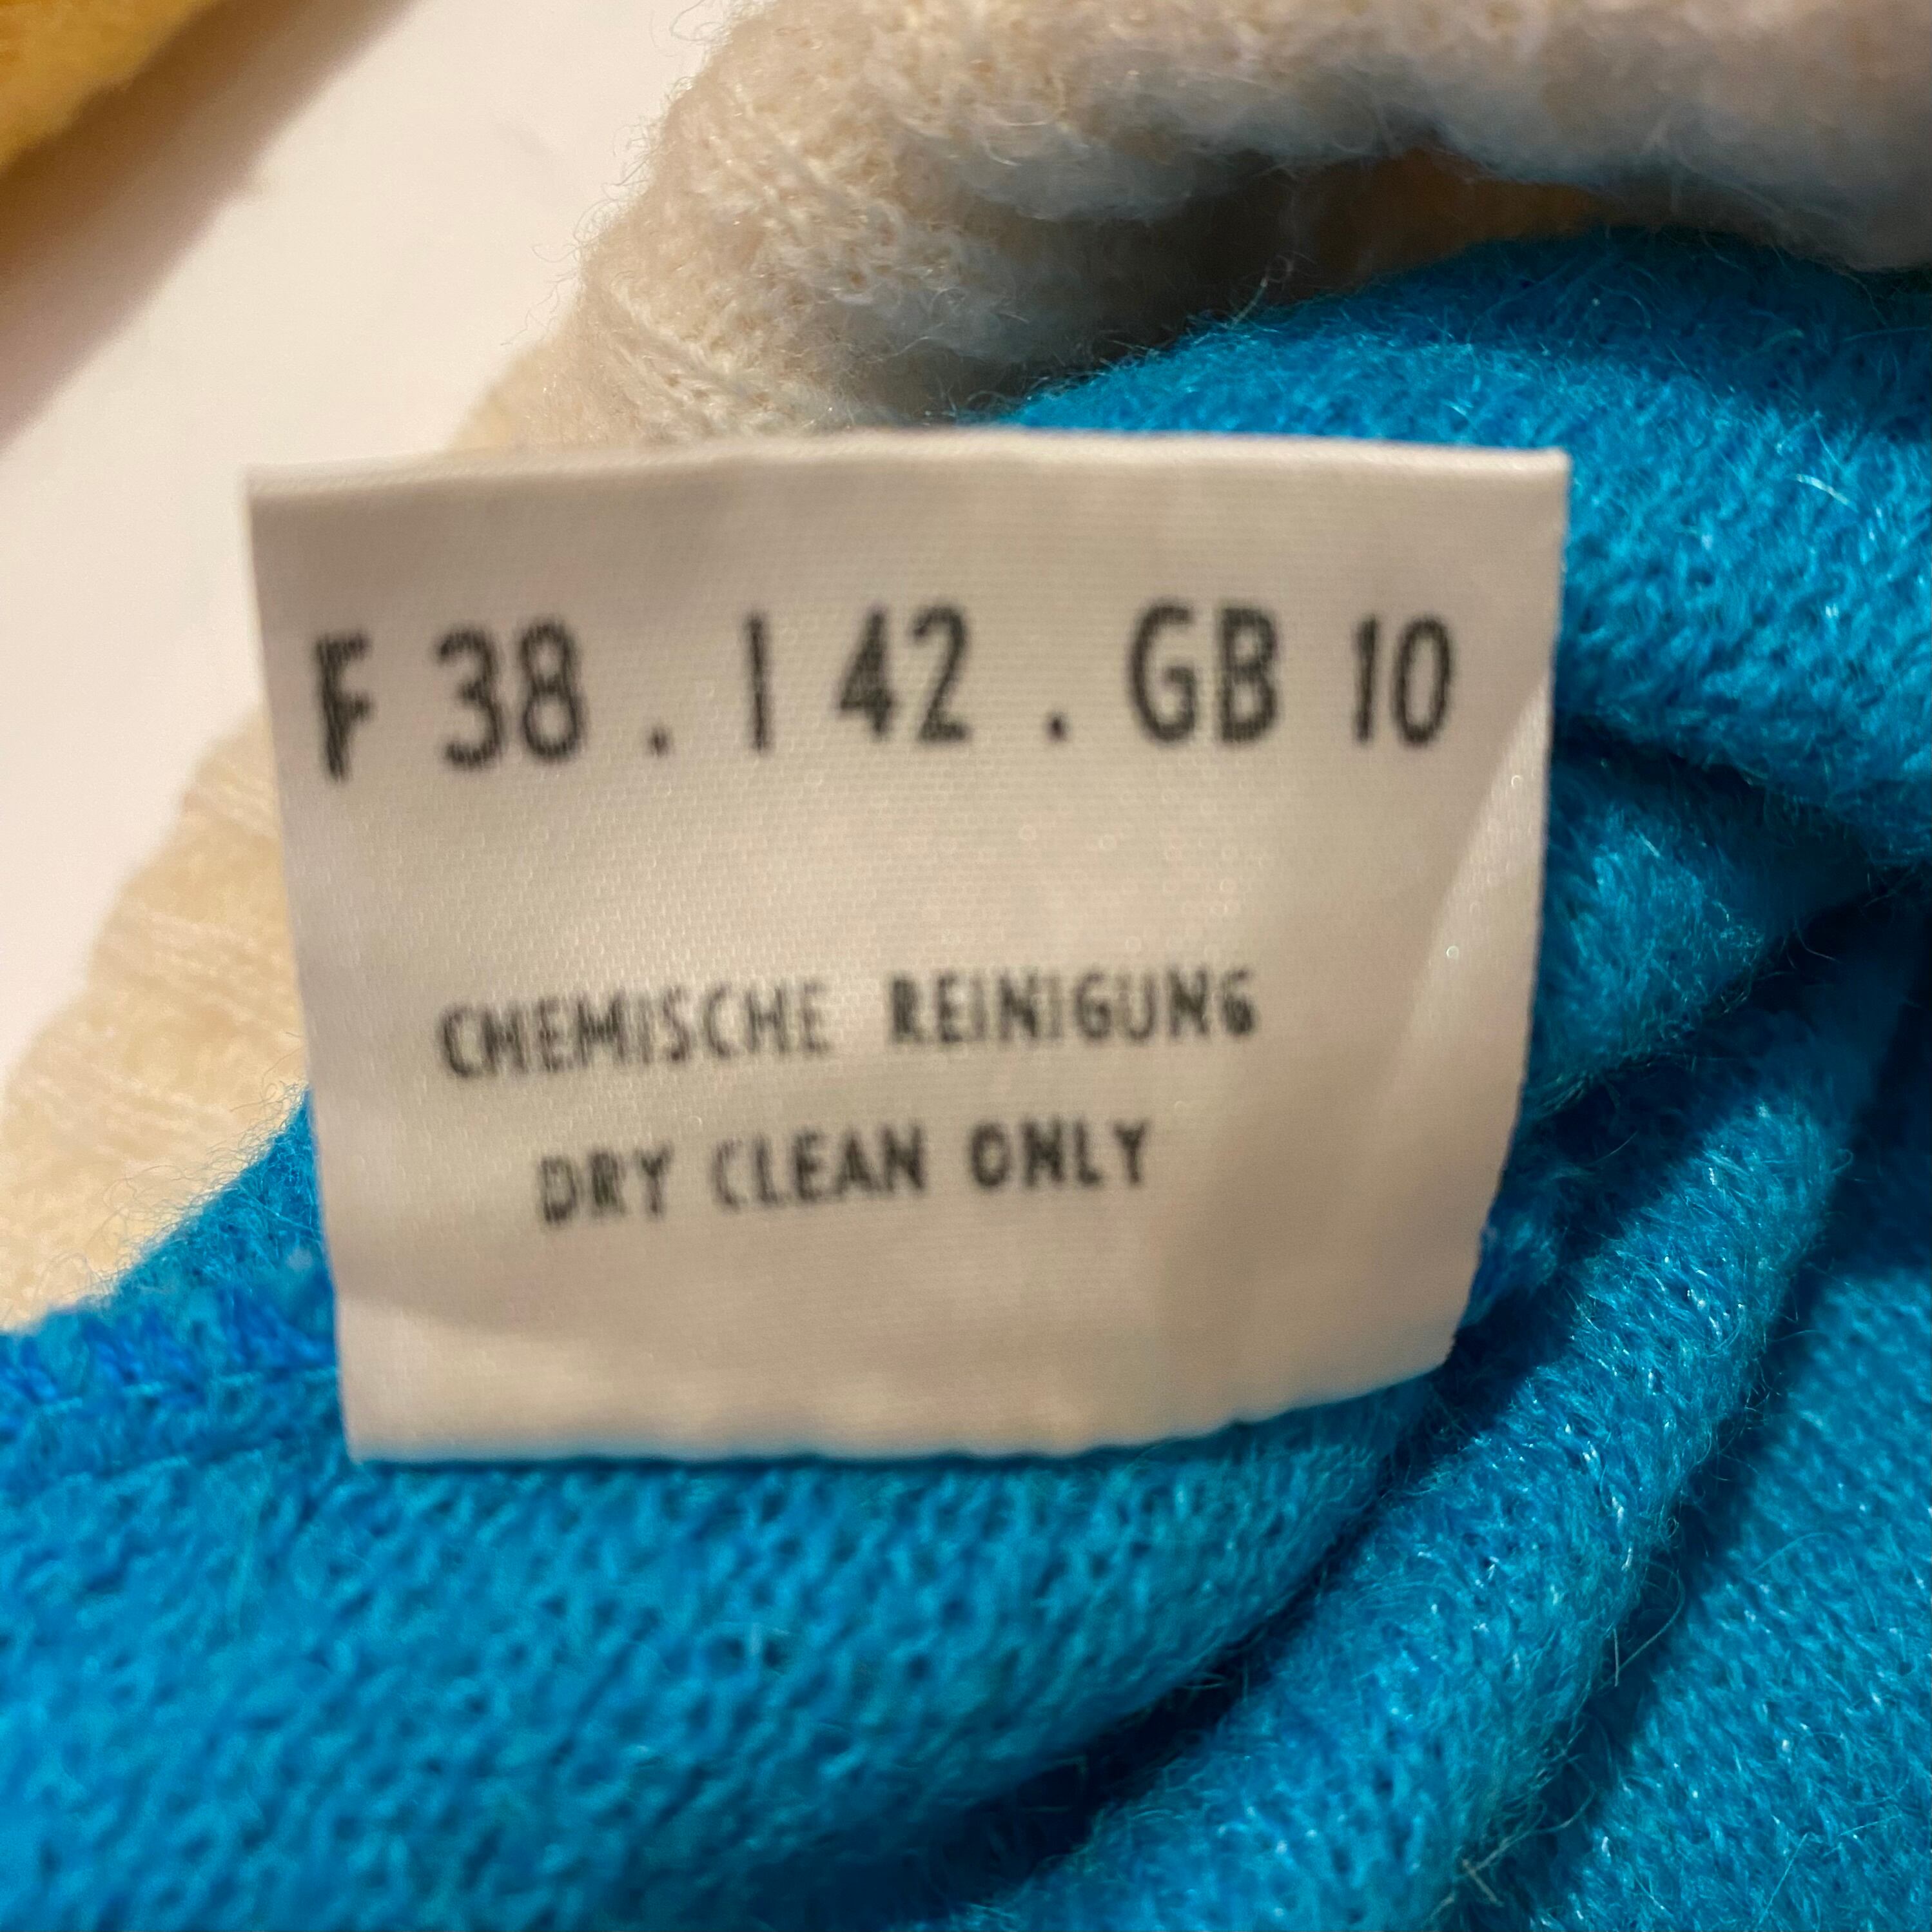 F 38 . I 42 . GB 10
CHEMISCHE REINIGUNG
DRY CLEAN ONLY